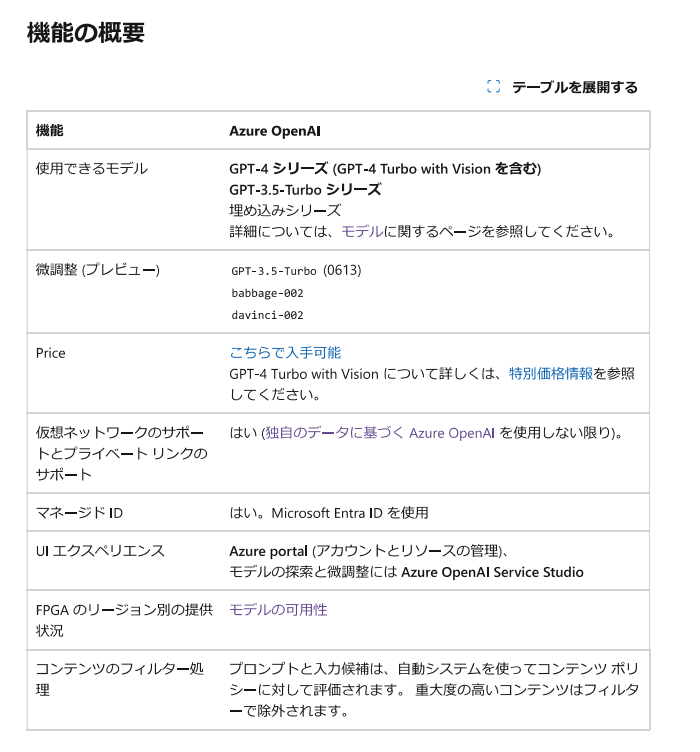 機能の概要
テーブルを展開する
機能 Azure OpenAI
使用できるモデル GPT-4 シリーズ (GPT-4 Turbo with Vision を含む)
GPT-3.5-Turbo シリーズ
埋め込みシリーズ
詳細については、モデルに関するページを参照してください。
微調整 (プレビュー) GPT-3.5-Turbo (0613)
babbage-002
davinci-002
Price こちらで入手可能
GPT-4 Turbo with Vision について詳しくは、特別価格情報を参照
してください。
仮想ネットワークのサポー はい (独自のデータに基づく Azure OpenAI を使用しない限り)。
トとプライベート リンクの
サポート
マネージド ID はい。Microsoft Entra ID を使用
UI エクスペリエンス Azure portal (アカウントとリソースの管理)、
モデルの探索と微調整には Azure OpenAI Service Studio
FPGA のリージョン別の提供 モデルの可用性
状況
コンテンツのフィルター処 プロンプトと入力候補は、自動システムを使ってコンテンツ ポリ
理 シーに対して評価されます。 重大度の高いコンテンツはフィルタ
ーで除外されます。